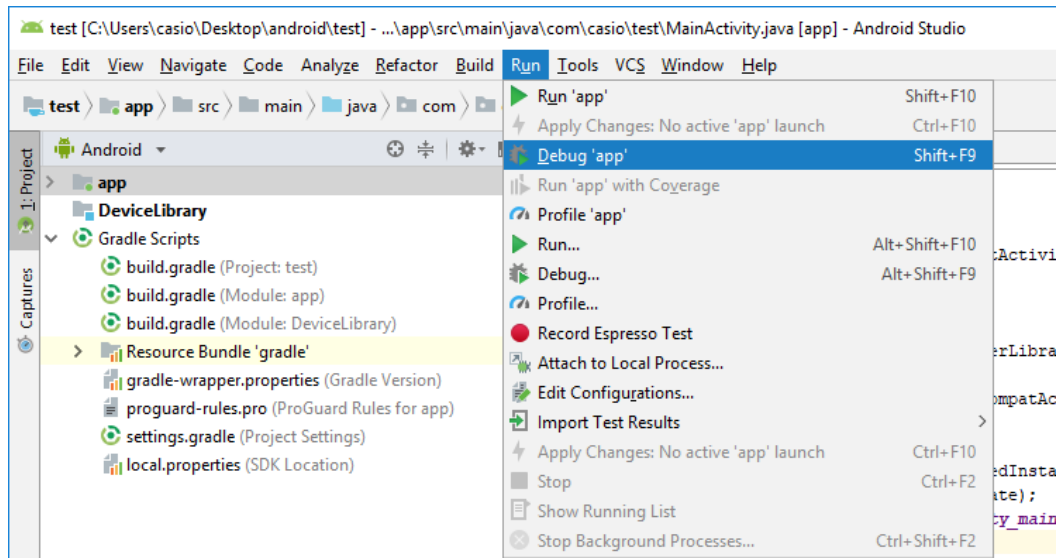 test [C:\Users\casio\Desktop\android\test] - ...\app\src\main\java\com\casio\test\MainActivity.java [app] - Android Studio
File Edit View Navigate Code Analyze Refactor Build Run Tools VCS Window Help
test app src main java com
Android
app
DeviceLibrary
Gradle Scripts
build.gradle (Project: test)
build.gradle (Module: app)
build.gradle (Module: DeviceLibrary)
Resource Bundle 'gradle'
gradle-wrapper.properties (Gradle Version)
proguard-rules.pro (ProGuard Rules for app)
settings.gradle (Project Settings)
local.properties (SDK Location)
1: Project
Captures
Run 'app' Shift+F10
Apply Changes: No active 'app' launch Ctrl+F10
Debug 'app' Shift+F9
Run 'app' with Coverage
Profile 'app'
Run... Alt+Shift+F10
Debug... Alt+Shift+F9
Profile...
Record Espresso Test
Attach to Local Process...
Edit Configurations...
Import Test Results
Apply Changes: No active 'app' launch Ctrl+F10
Stop Ctrl+F2
Show Running List
Stop Background Processes... Ctrl+Shift+F2
tActivi
erLibra
ompatAc
edInsta
ate);
ty_main